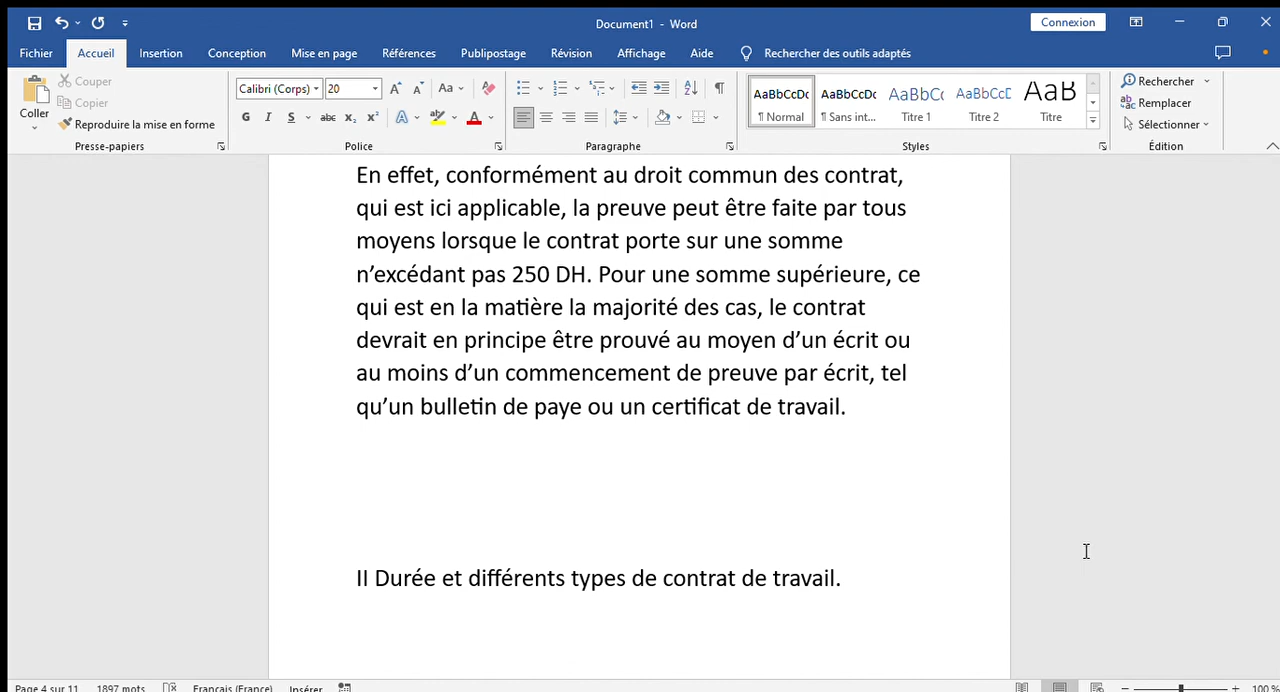 Document1 - Word
Connexion
Fichier Accueil Insertion Conception Mise en page Références Publipostage Révision Affichage Aide Rechercher des outils adaptés
Coller
Couper
Copier
Reproduire la mise en forme
Presse-papiers
Calibri (Corps) 20
Aa
G I S abc x₂ x² A A
Police
Paragraphe
AaBbCcDc AaBbCcDc AaBbCc AaBbCcD AaB
¶ Normal ¶ Sans int... Titre 1 Titre 2 Titre
Styles
Rechercher
Remplacer
Sélectionner
Édition
En effet, conformément au droit commun des contrat,
qui est ici applicable, la preuve peut être faite par tous
moyens lorsque le contrat porte sur une somme
n’excédant pas 250 DH. Pour une somme supérieure, ce
qui est en la matière la majorité des cas, le contrat
devrait en principe être prouvé au moyen d’un écrit ou
au moins d’un commencement de preuve par écrit, tel
qu’un bulletin de paye ou un certificat de travail.
II Durée et différents types de contrat de travail.
Page 4 sur 11 1897 mots Français (France) Insérer 100 %